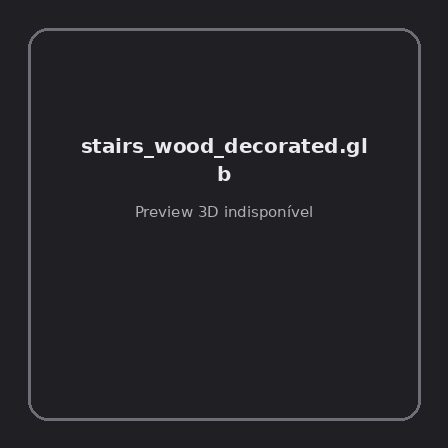 stairs_wood_decorated.gl
b
Preview 3D indisponível